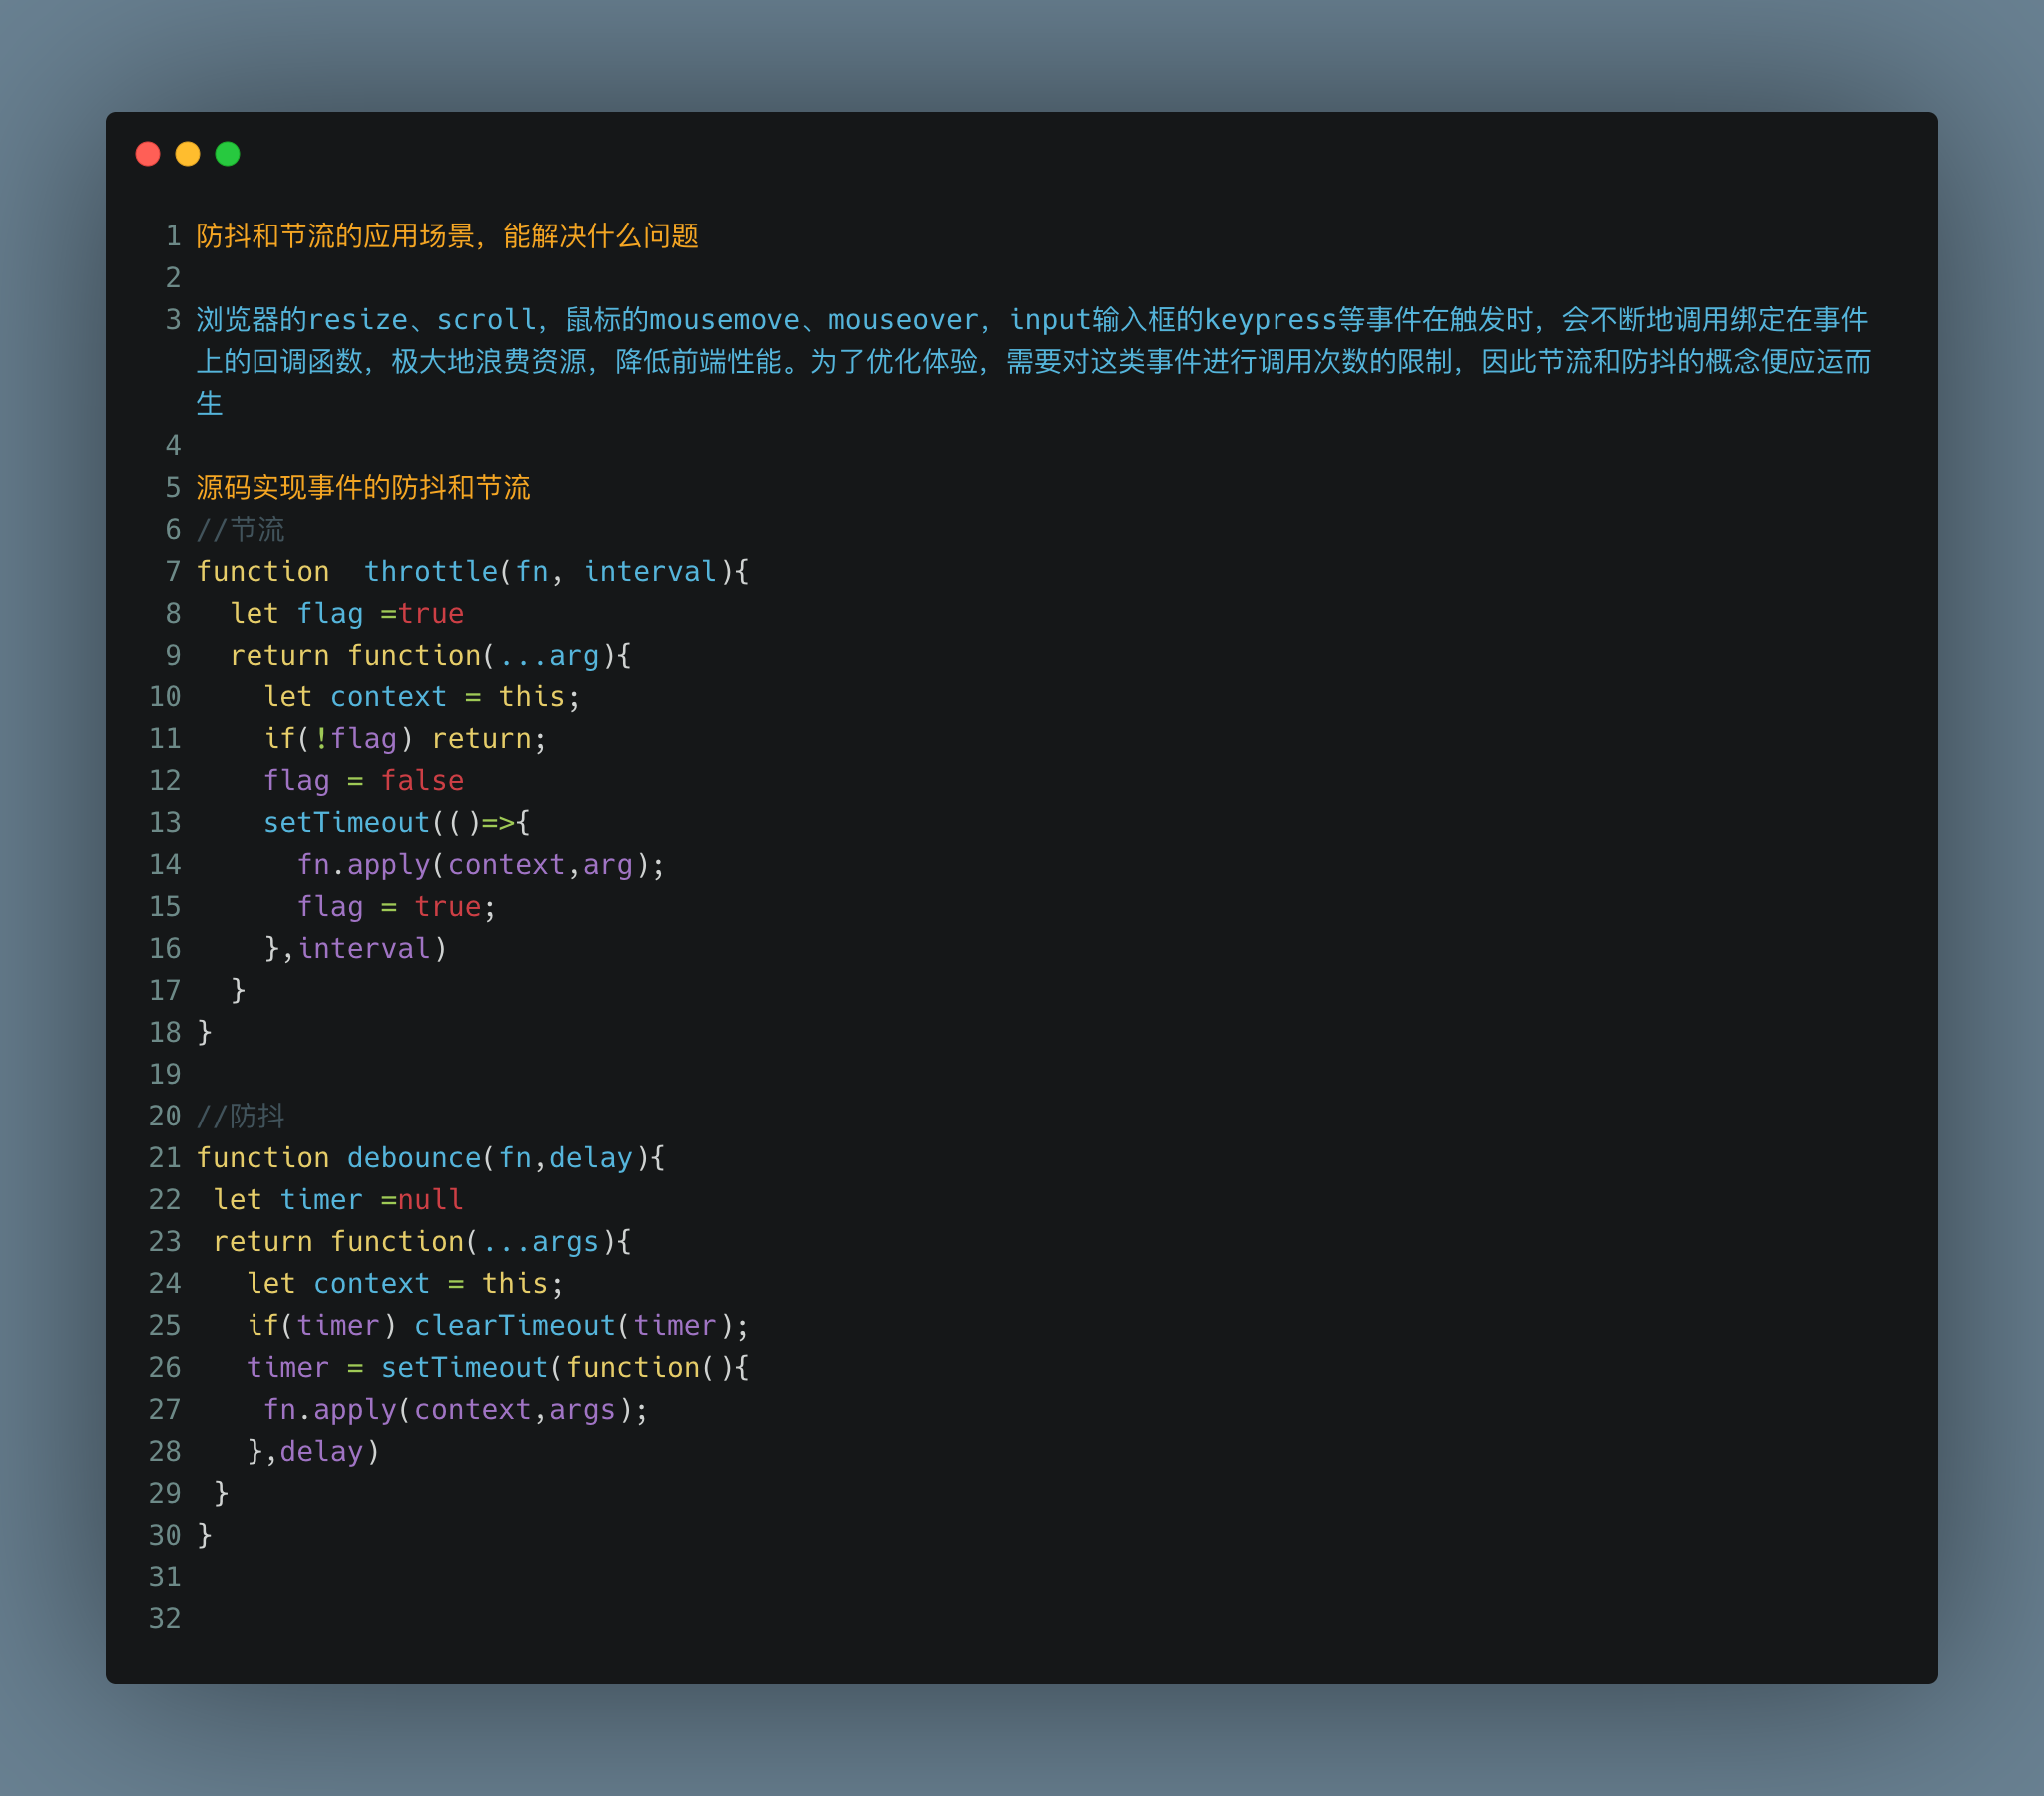 1 防抖和节流的应用场景，能解决什么问题
2
3 浏览器的resize、scroll，鼠标的mousemove、mouseover，input输入框的keypress等事件在触发时，会不断地调用绑定在事件
上的回调函数，极大地浪费资源，降低前端性能。为了优化体验，需要对这类事件进行调用次数的限制，因此节流和防抖的概念便应运而
生
4
5 源码实现事件的防抖和节流
6 //节流
7 function  throttle(fn, interval){
8   let flag =true
9   return function(...arg){
10     let context = this;
11     if(!flag) return;
12     flag = false
13     setTimeout(()=>{
14       fn.apply(context,arg);
15       flag = true;
16     },interval)
17   }
18 }
19
20 //防抖
21 function debounce(fn,delay){
22  let timer =null
23  return function(...args){
24    let context = this;
25    if(timer) clearTimeout(timer);
26    timer = setTimeout(function(){
27     fn.apply(context,args);
28    },delay)
29  }
30 }
31
32